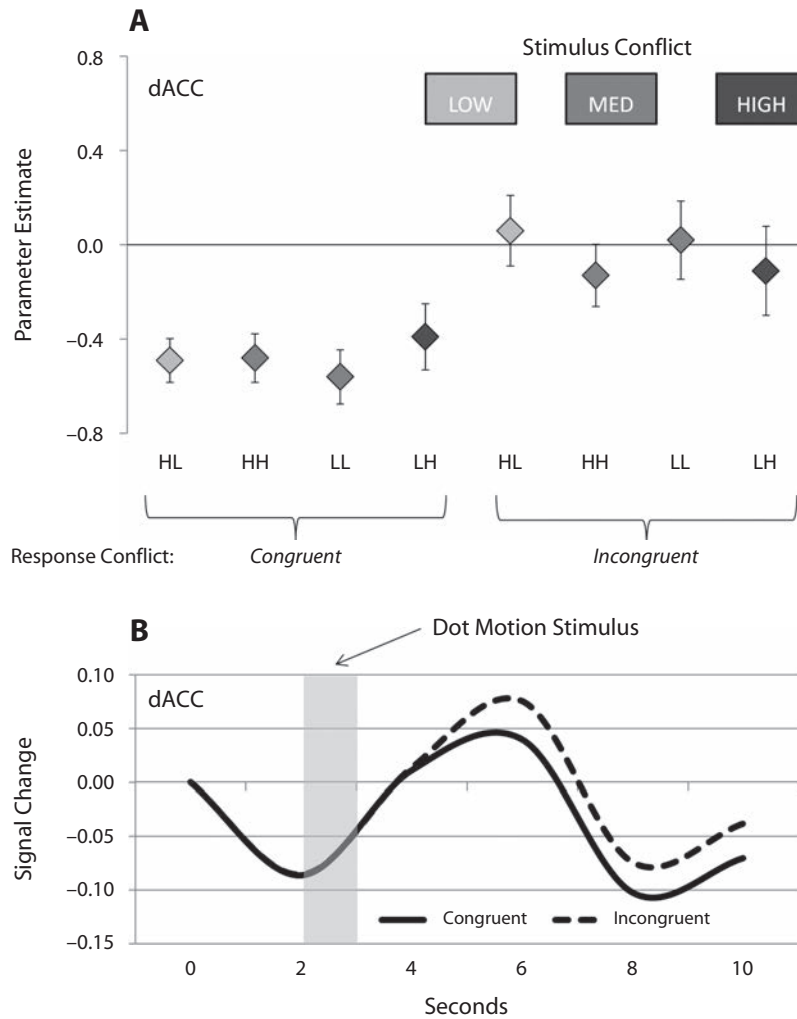 A
Stimulus Conflict
0.8
dACC
LOW MED HIGH
0.4
Parameter Estimate
0.0
−0.4
−0.8
HL HH LL LH HL HH LL LH
Response Conflict: Congruent Incongruent
B
Dot Motion Stimulus
0.10
dACC
0.05
Signal Change
0.00
−0.05
−0.10
Congruent Incongruent
−0.15
0 2 4 6 8 10
Seconds